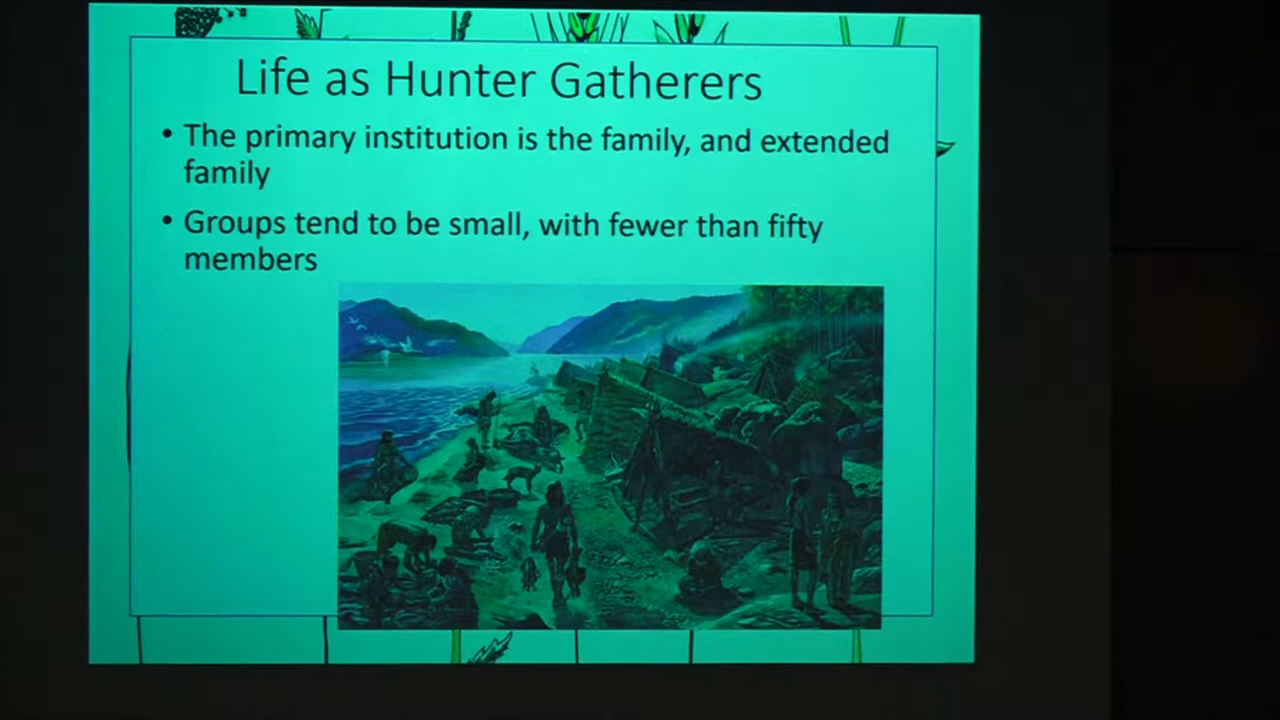 Life as Hunter Gatherers
• The primary institution is the family, and extended
family
• Groups tend to be small, with fewer than fifty
members